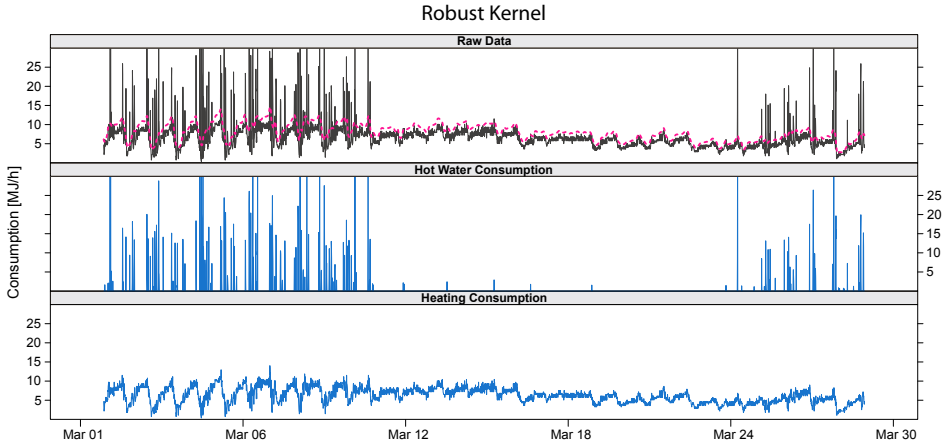 Robust Kernel
Raw Data
25
20
15
10
5
Hot Water Consumption
25
20
15
10
5
Consumption [MJ/h]
Heating Consumption
25
20
15
10
5
Mar 01 Mar 06 Mar 12 Mar 18 Mar 24 Mar 30